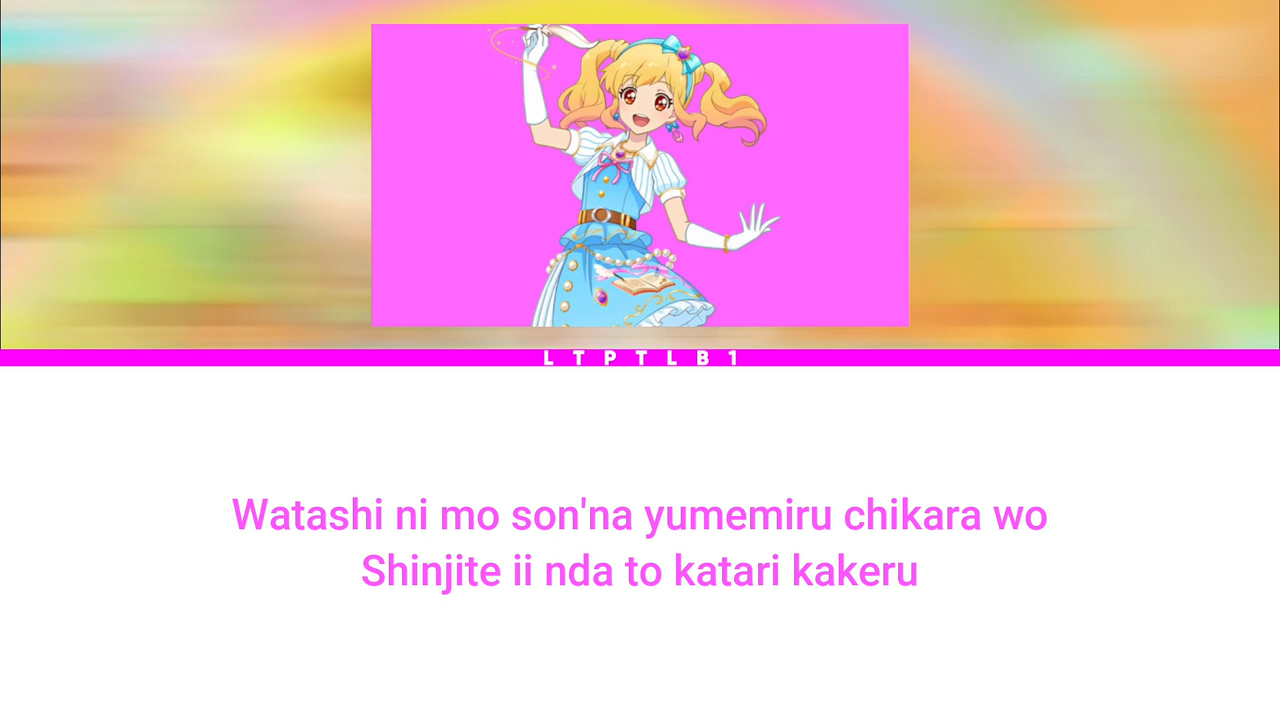 L T P T L B 1
Watashi ni mo son'na yumemiru chikara wo
Shinjite ii nda to katari kakeru